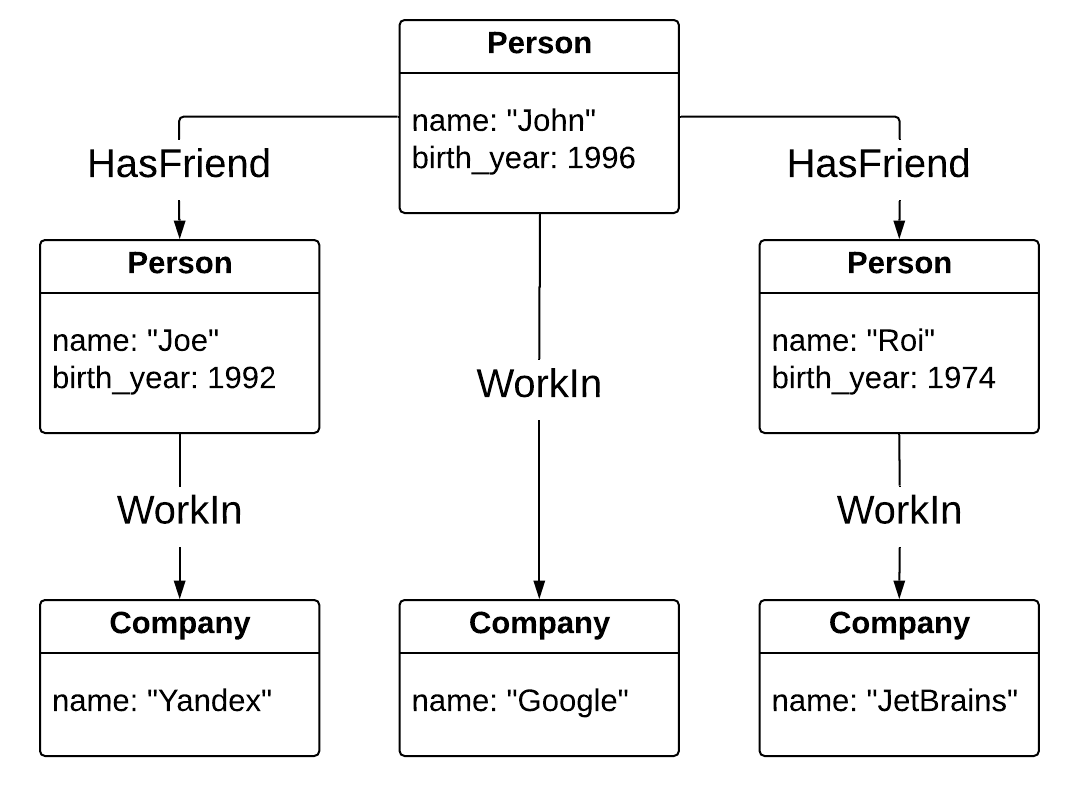 Person
name: "John"
birth_year: 1996
HasFriend
HasFriend
Person
name: "Joe"
birth_year: 1992
WorkIn
Person
name: "Roi"
birth_year: 1974
WorkIn
WorkIn
Company
name: "Yandex"
Company
name: "Google"
Company
name: "JetBrains"